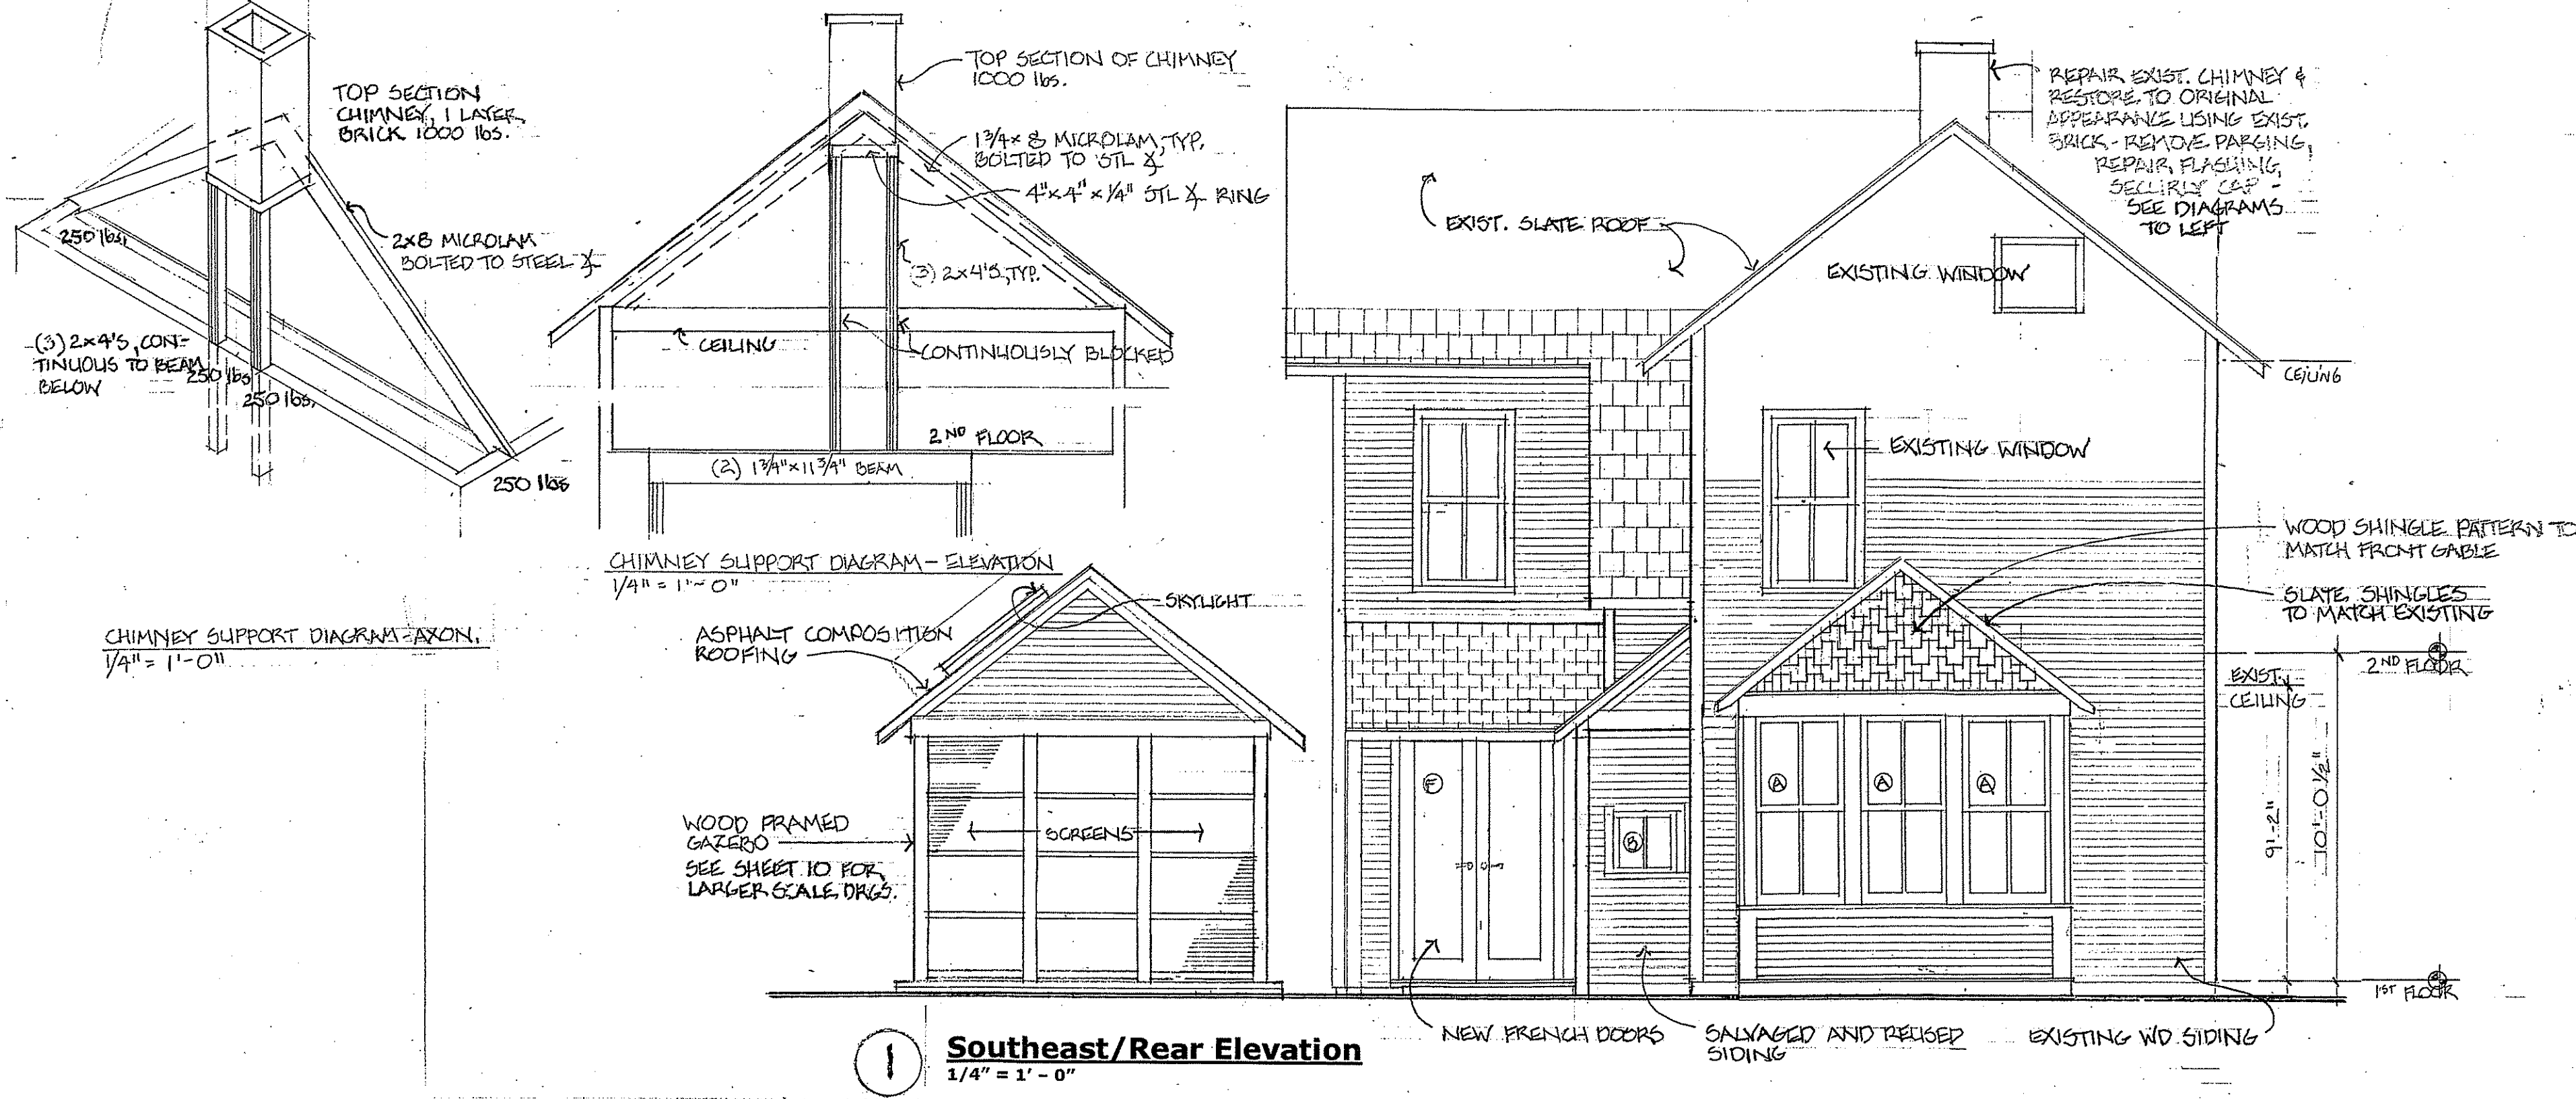 TOP SECTION
CHIMNEY, 1 LAYER
BRICK 1000 lbs.
250 lbs.
2x8 MICROLAM
BOLTED TO STEEL
(3) 2x4'S, CON-
TINUOUS TO BEAM
BELOW
250 lbs
250 lbs.
250 lbs
CHIMNEY SUPPORT DIAGRAM - AXON.
1/4" = 1'-0"
TOP SECTION OF CHIMNEY
1000 lbs.
1 3/4 x 8 MICROLAM, TYP.
BOLTED TO STL
4" x 4" x 1/4" STL RING
(3) 2x4'S, TYP.
CEILING
CONTINUOUSLY BLOCKED
2ND FLOOR
(2) 1 3/4" x 11 3/4" BEAM
CHIMNEY SUPPORT DIAGRAM - ELEVATION
1/4" = 1'-0"
SKYLIGHT
ASPHALT COMPOSITION
ROOFING
WOOD FRAMED
GAZEBO
SEE SHEET 10 FOR
LARGER SCALE DRGS.
SCREENS
REPAIR EXIST. CHIMNEY &
RESTORE TO ORIGINAL
APPEARANCE USING EXIST.
BRICK - REMOVE PARGING,
REPAIR FLASHING,
SECURLY CAP -
SEE DIAGRAMS
TO LEFT
EXIST. SLATE ROOF
EXISTING WINDOW
CEILING
EXISTING WINDOW
WOOD SHINGLE PATTERN TO
MATCH FRONT GABLE
SLATE SHINGLES
TO MATCH EXISTING
2ND FLOOR
EXIST.
CEILING
F
B
A
A
A
9'-2"
10'-0 1/2"
1ST FLOOR
NEW FRENCH DOORS
SALVAGED AND REUSED
SIDING
EXISTING WD SIDING
1
Southeast/Rear Elevation
1/4" = 1' - 0"